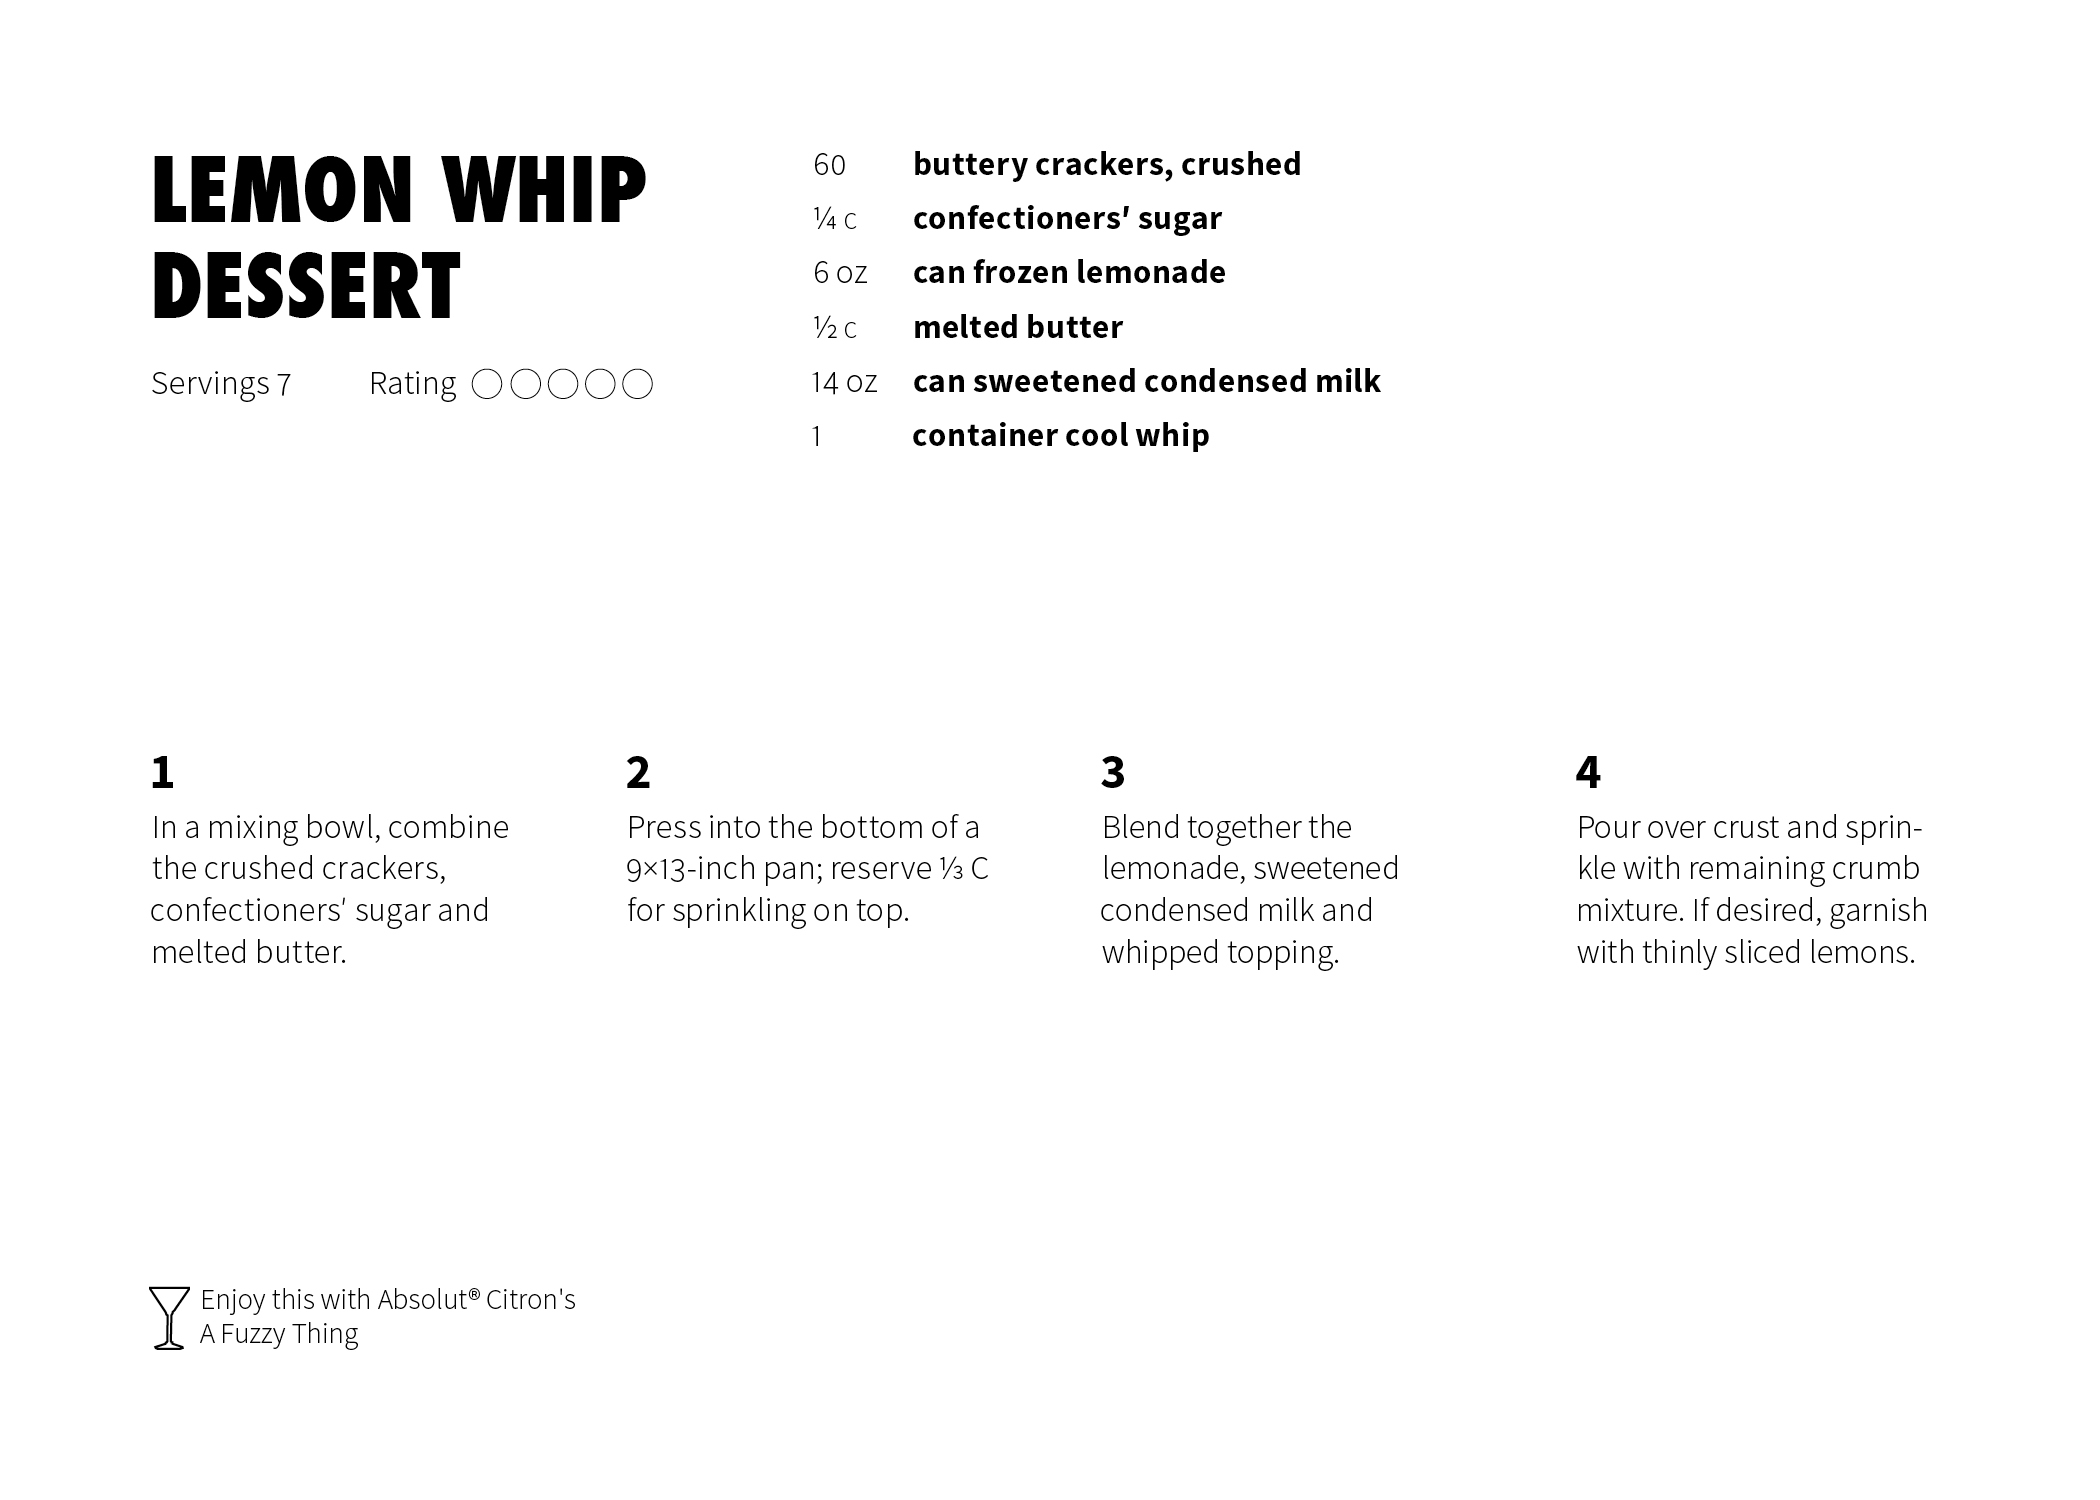 LEMON WHIP
DESSERT
Servings 7 Rating
60 buttery crackers, crushed
¼ c confectioners' sugar
6 oz can frozen lemonade
½ c melted butter
14 oz can sweetened condensed milk
1 container cool whip
1
In a mixing bowl, combine
the crushed crackers,
confectioners' sugar and
melted butter.
2
Press into the bottom of a
9×13-inch pan; reserve ⅓ C
for sprinkling on top.
3
Blend together the
lemonade, sweetened
condensed milk and
whipped topping.
4
Pour over crust and sprin-
kle with remaining crumb
mixture. If desired, garnish
with thinly sliced lemons.
Enjoy this with Absolut® Citron's
A Fuzzy Thing